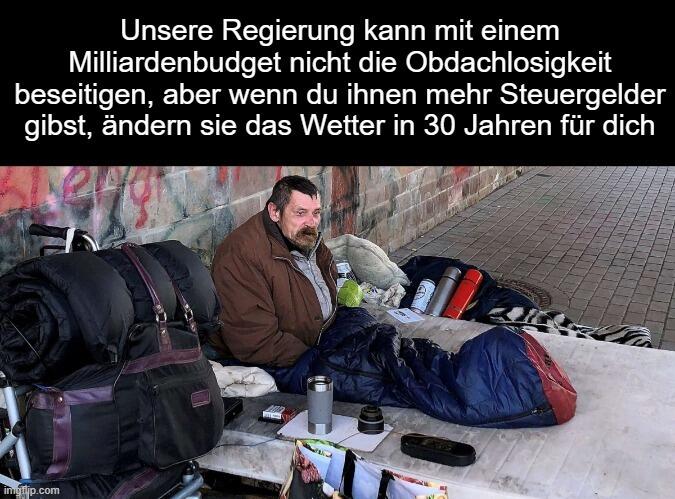 Unsere Regierung kann mit einem
Milliardenbudget nicht die Obdachlosigkeit
beseitigen, aber wenn du ihnen mehr Steuergelder
gibst, ändern sie das Wetter in 30 Jahren für dich
imgflip.com